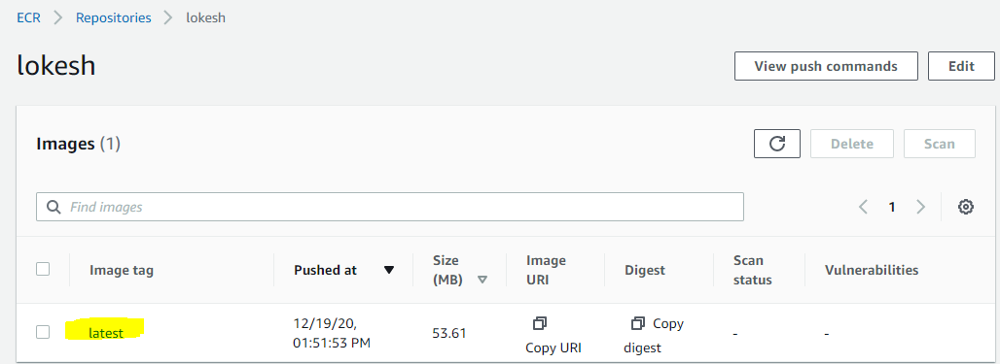 ECR > Repositories > lokesh
lokesh
View push commands
Edit
Images (1)
Delete
Scan
Find images
1
Image tag
Pushed at
Size (MB)
Image URI
Digest
Scan status
Vulnerabilities
latest
12/19/20, 01:51:53 PM
53.61
Copy URI
Copy digest
-
-